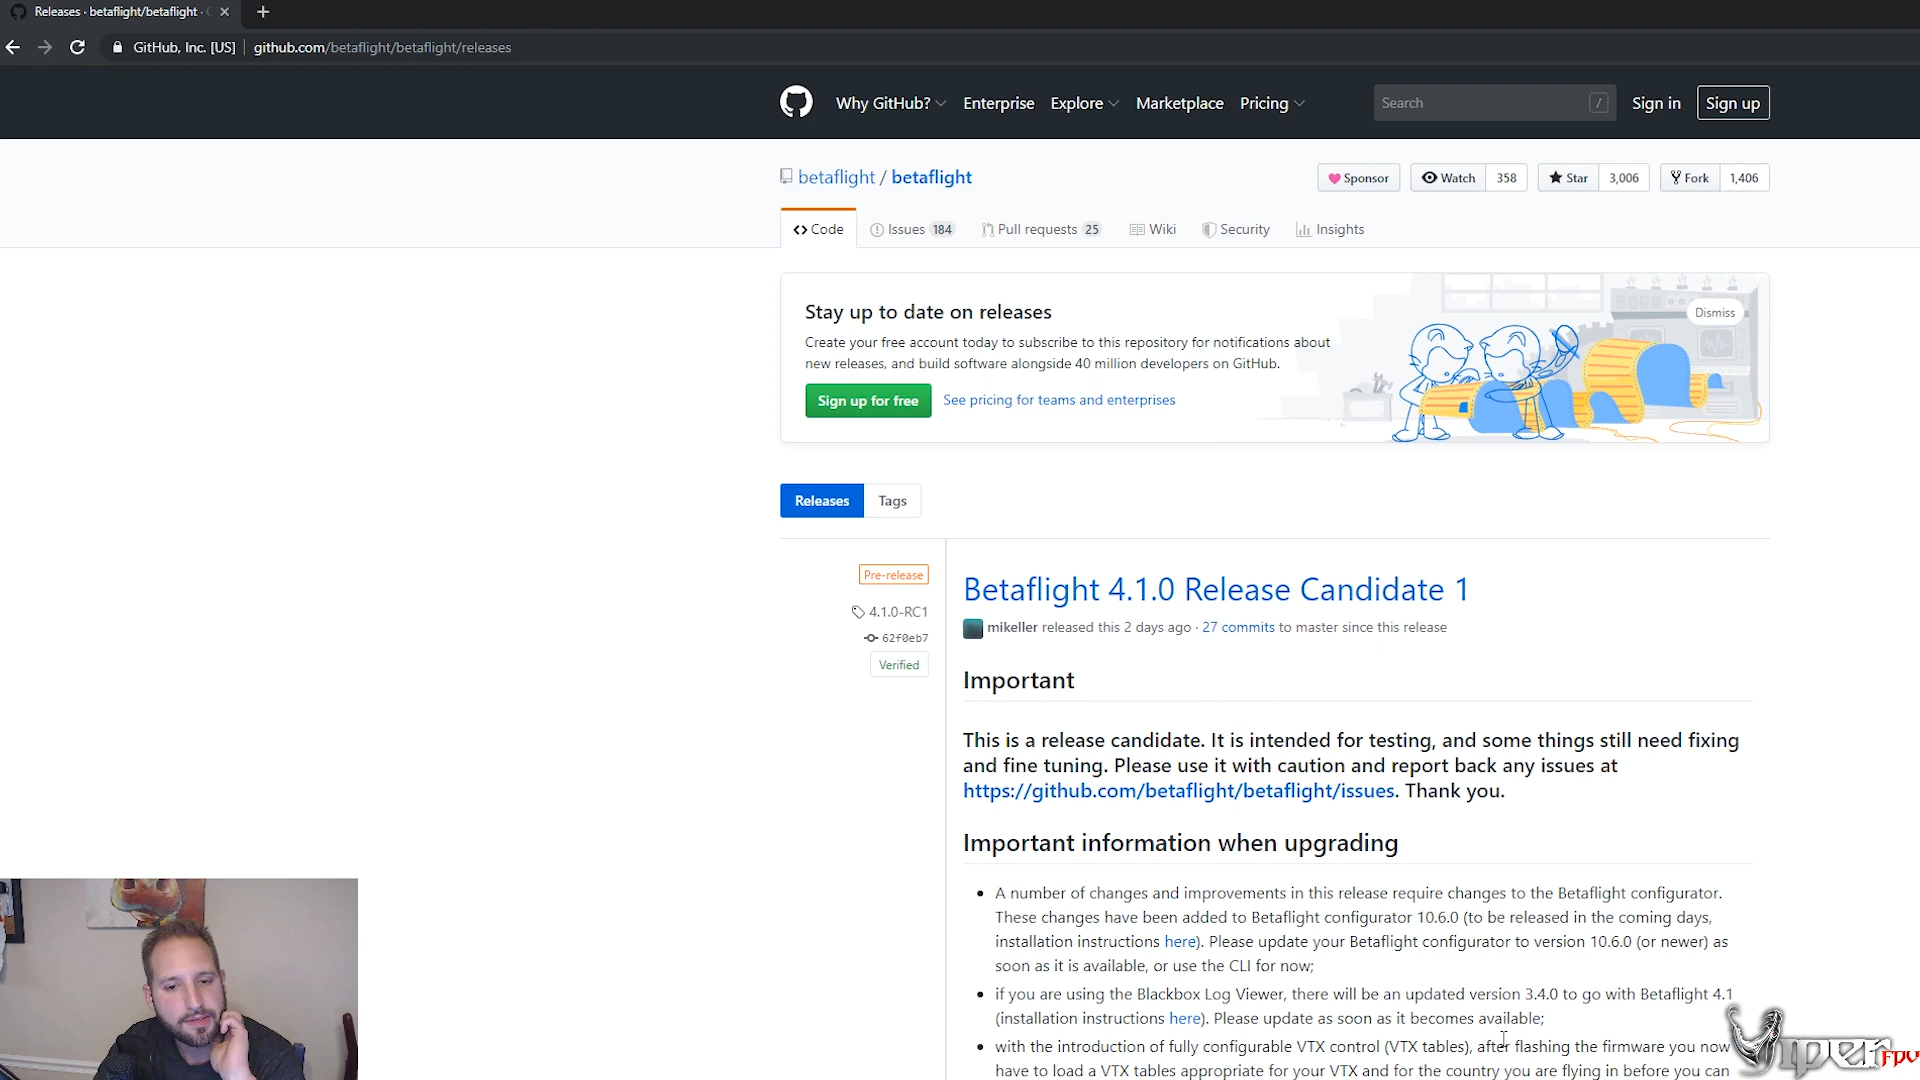 Releases · betaflight/betaflight ·
GitHub, Inc. [US] github.com/betaflight/betaflight/releases
Why GitHub? Enterprise Explore Marketplace Pricing Search / Sign in Sign up
betaflight / betaflight Sponsor Watch 358 Star 3,006 Fork 1,406
Code Issues 184 Pull requests 25 Wiki Security Insights
Stay up to date on releases
Dismiss
Create your free account today to subscribe to this repository for notifications about
new releases, and build software alongside 40 million developers on GitHub.
Sign up for free See pricing for teams and enterprises
Releases Tags
Pre-release
4.1.0-RC1
62f0eb7
Verified
Betaflight 4.1.0 Release Candidate 1
mikeller released this 2 days ago · 27 commits to master since this release
Important
This is a release candidate. It is intended for testing, and some things still need fixing
and fine tuning. Please use it with caution and report back any issues at
https://github.com/betaflight/betaflight/issues. Thank you.
Important information when upgrading
• A number of changes and improvements in this release require changes to the Betaflight configurator.
These changes have been added to Betaflight configurator 10.6.0 (to be released in the coming days,
installation instructions here). Please update your Betaflight configurator to version 10.6.0 (or newer) as
soon as it is available, or use the CLI for now;
• if you are using the Blackbox Log Viewer, there will be an updated version 3.4.0 to go with Betaflight 4.1
(installation instructions here). Please update as soon as it becomes available;
• with the introduction of fully configurable VTX control (VTX tables), after flashing the firmware you now
have to load a VTX tables appropriate for your VTX and for the country you are flying in before you can
Viper FPV